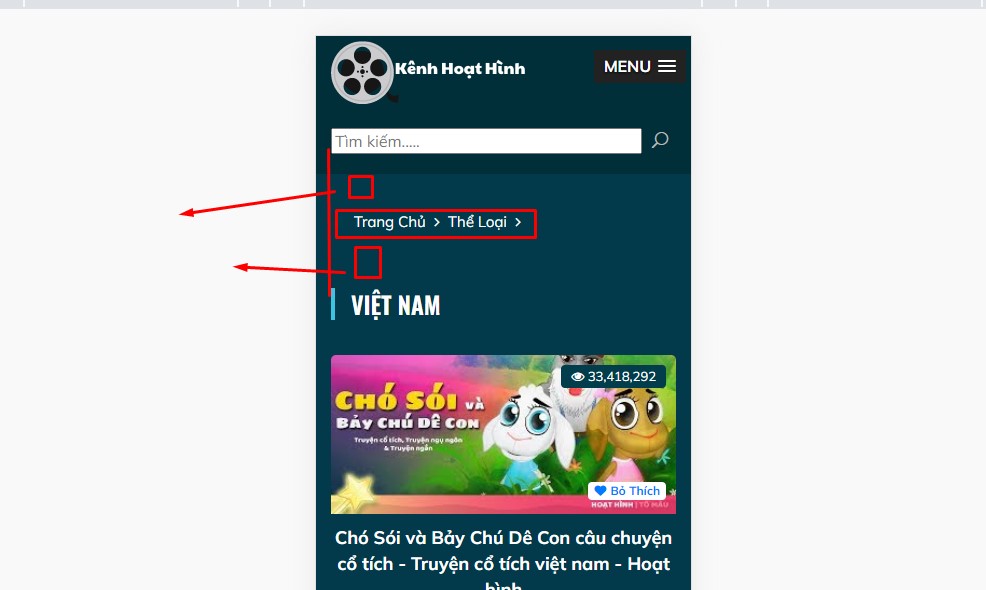 Kênh Hoạt Hình
MENU
Tìm kiếm.....
Trang Chủ > Thể Loại >
VIỆT NAM
33,418,292
CHÓ SÓI và
BẢY CHÚ DÊ CON
Truyện cổ tích, Truyện ngụ ngôn
& Truyện ngắn
Bỏ Thích
HOẠT HÌNH | TÔ MÀU
Chó Sói và Bảy Chú Dê Con câu chuyện
cổ tích - Truyện cổ tích việt nam - Hoạt
hình